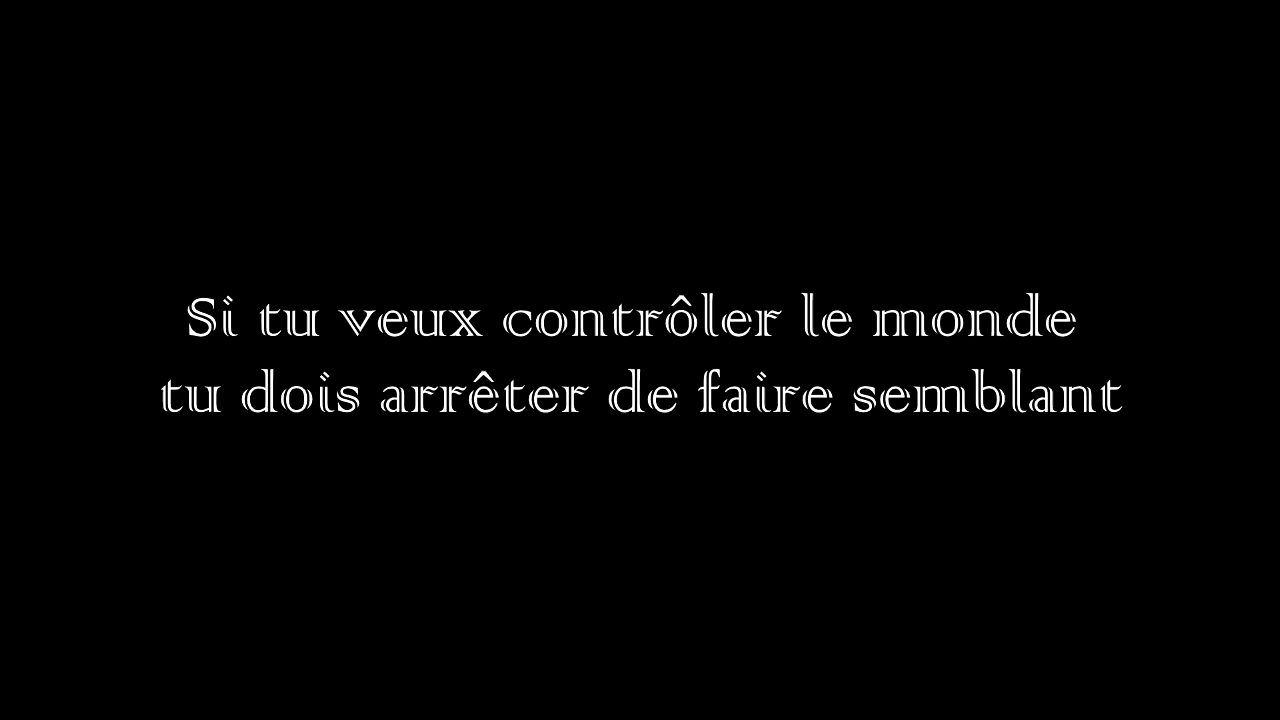 Si tu veux contrôler le monde
tu dois arrêter de faire semblant